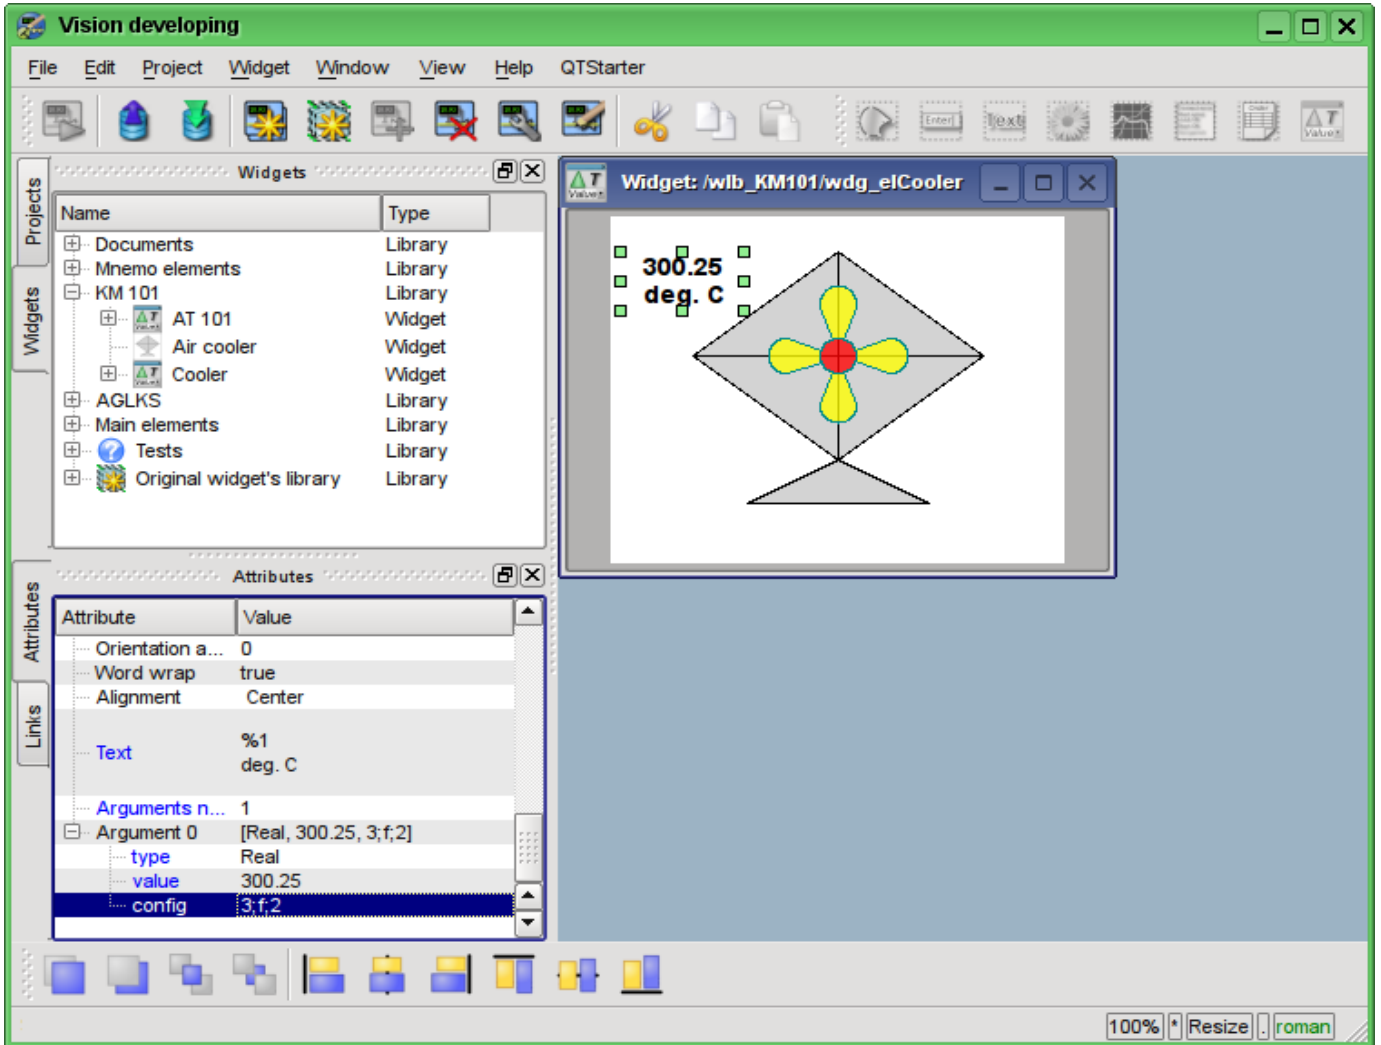 Vision developing
File Edit Project Widget Window View Help QTStarter
Enter Text
ΔT
Values
Projects
Widgets
Widgets
Name Type
Documents Library
Mnemo elements Library
KM 101 Library
AT 101 Widget
Air cooler Widget
Cooler Widget
AGLKS Library
Main elements Library
Tests Library
Original widget's library Library
Attributes
Links
Attributes
Attribute Value
Orientation a... 0
Word wrap true
Alignment Center
Text %1
deg. C
Arguments n... 1
Argument 0 [Real, 300.25, 3;f;2]
type Real
value 300.25
config 3;f;2
Widget: /wlb_KM101/wdg_elCooler
300.25
deg. C
100% * Resize . roman